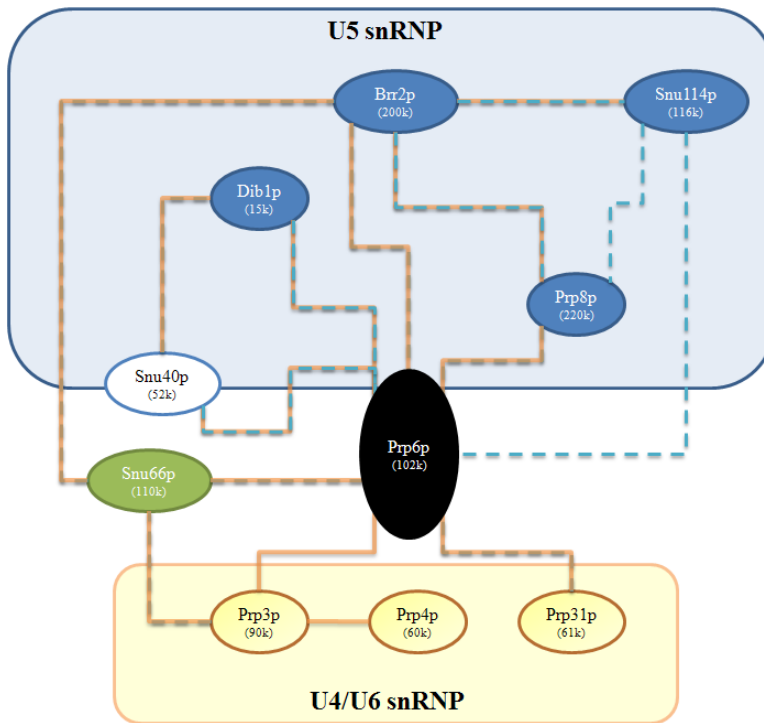 U5 snRNP
Brr2p
(200k)
Snu114p
(116k)
Dib1p
(15k)
Prp8p
(220k)
Snu40p
(52k)
Prp6p
(102k)
Snu66p
(110k)
Prp3p
(90k)
Prp4p
(60k)
Prp31p
(61k)
U4/U6 snRNP